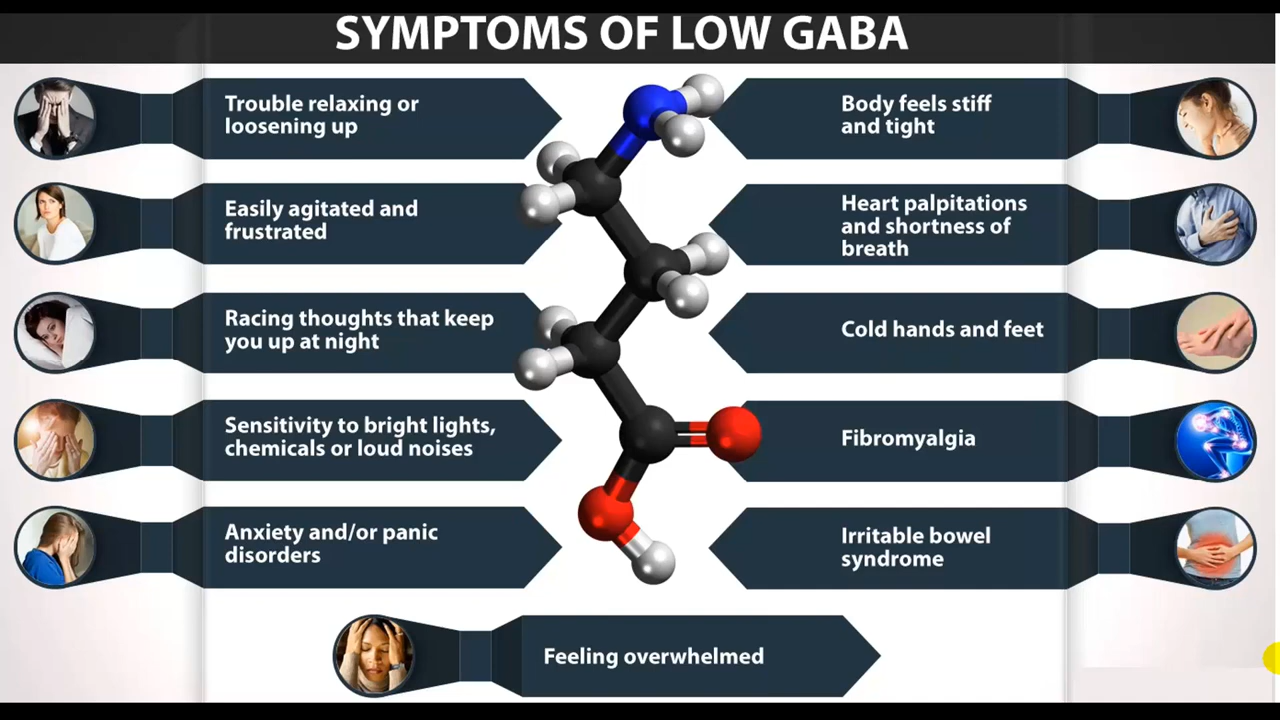 SYMPTOMS OF LOW GABA
Trouble relaxing or
loosening up
Easily agitated and
frustrated
Racing thoughts that keep
you up at night
Sensitivity to bright lights,
chemicals or loud noises
Anxiety and/or panic
disorders
Body feels stiff
and tight
Heart palpitations
and shortness of
breath
Cold hands and feet
Fibromyalgia
Irritable bowel
syndrome
Feeling overwhelmed